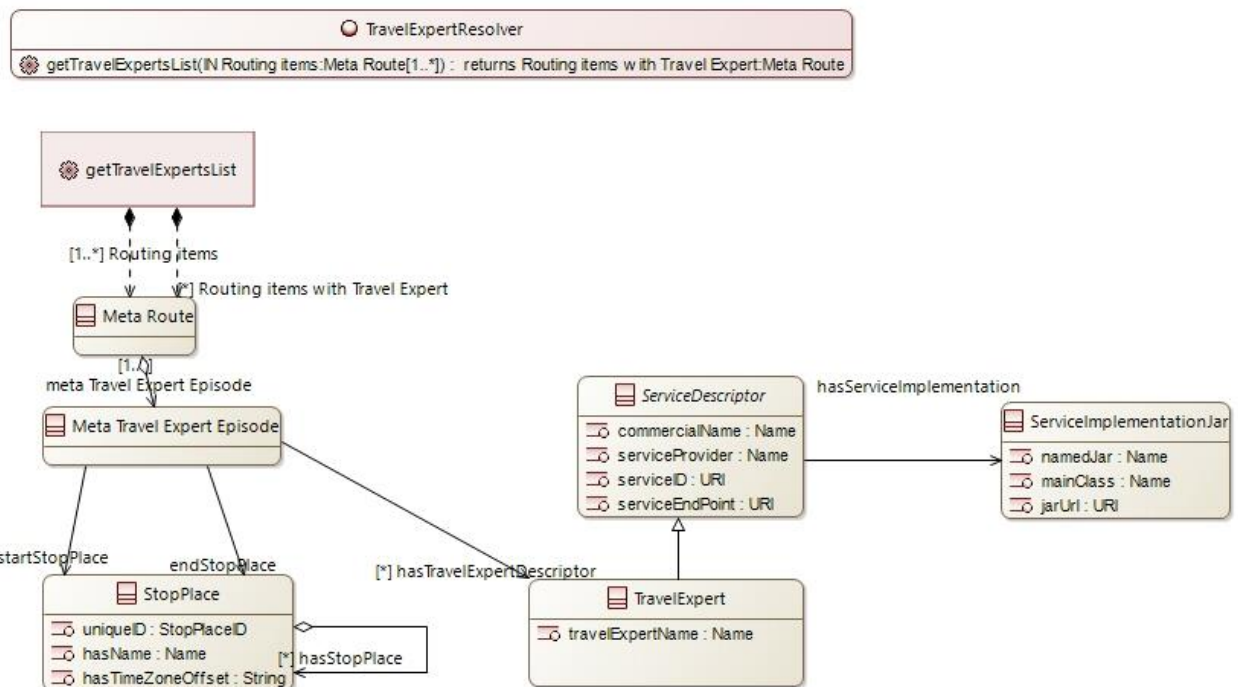 TravelExpertResolver
getTravelExpertsList(IN Routing items:Meta Route[1..*]) : returns Routing items with Travel Expert:Meta Route
getTravelExpertsList
[1..*] Routing items
[*] Routing items with Travel Expert
Meta Route
[1..*]
meta Travel Expert Episode
Meta Travel Expert Episode
ServiceDescriptor
commercialName : Name
serviceProvider : Name
serviceID : URI
serviceEndPoint : URI
hasServiceImplementation
ServiceImplementationJar
namedJar : Name
mainClass : Name
jarUrl : URI
startStopPlace
endStopPlace
[*] hasTravelExpertDescriptor
StopPlace
uniqueID : StopPlaceID
hasName : Name
hasTimeZoneOffset : String
[*] hasStopPlace
TravelExpert
travelExpertName : Name